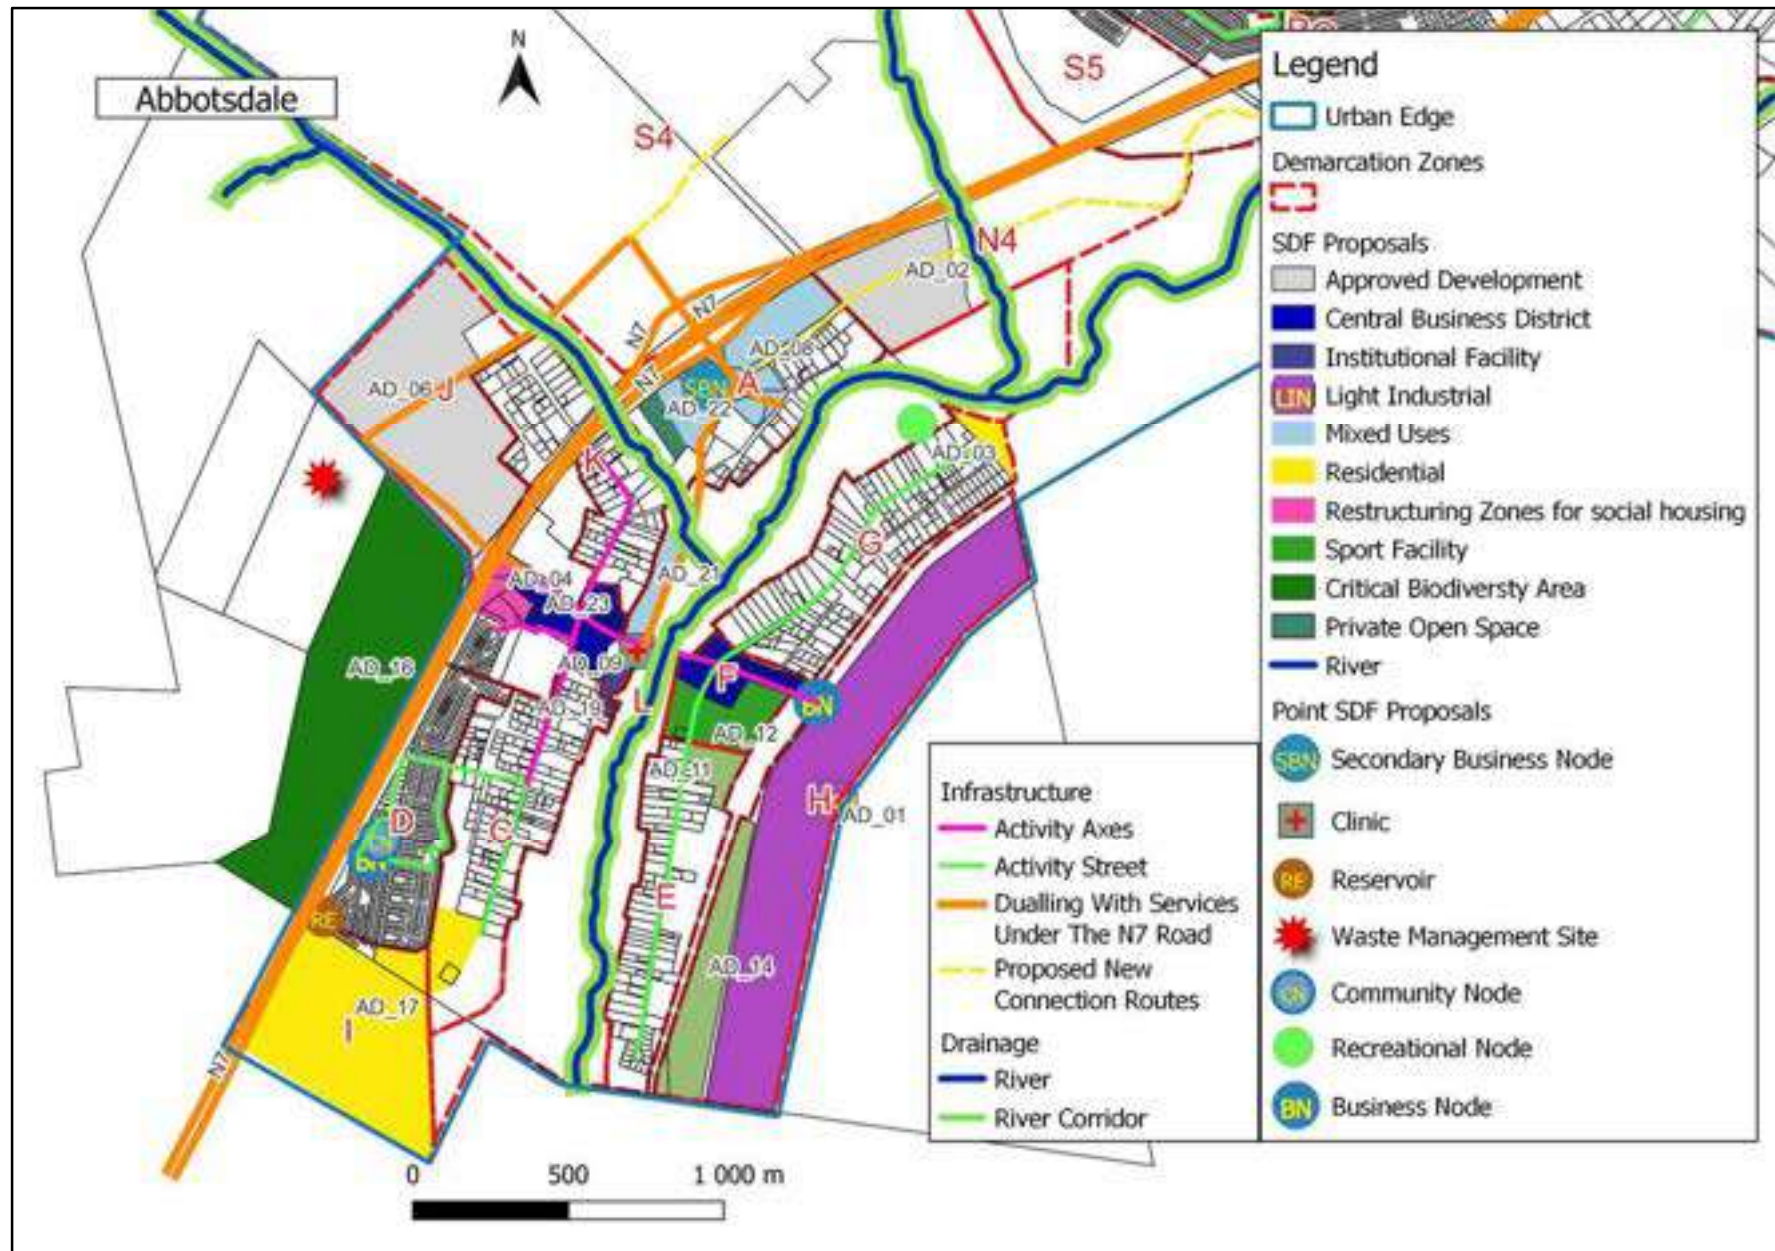 N
Abbotsdale
S4
S5
N4
AD_02
N7
N7
N7
AD_08
SBN
A
AD_22
AD_06
J
K
AD_03
G
AD_04
AD_23
AD_21
AD_09
AD_16
F
BN
L
AD_19
AD_12
AD_11
H
AD_01
D
C
CN
BN
E
RE
AD_14
AD_17
I
N7
0 500 1 000 m
Infrastructure
Activity Axes
Activity Street
Dualling With Services
Under The N7 Road
Proposed New
Connection Routes
Drainage
River
River Corridor
Legend
Urban Edge
Demarcation Zones
SDF Proposals
Approved Development
Central Business District
Institutional Facility
LIN Light Industrial
Mixed Uses
Residential
Restructuring Zones for social housing
Sport Facility
Critical Biodiversty Area
Private Open Space
River
Point SDF Proposals
SBN Secondary Business Node
Clinic
RE Reservoir
Waste Management Site
CN Community Node
Recreational Node
BN Business Node